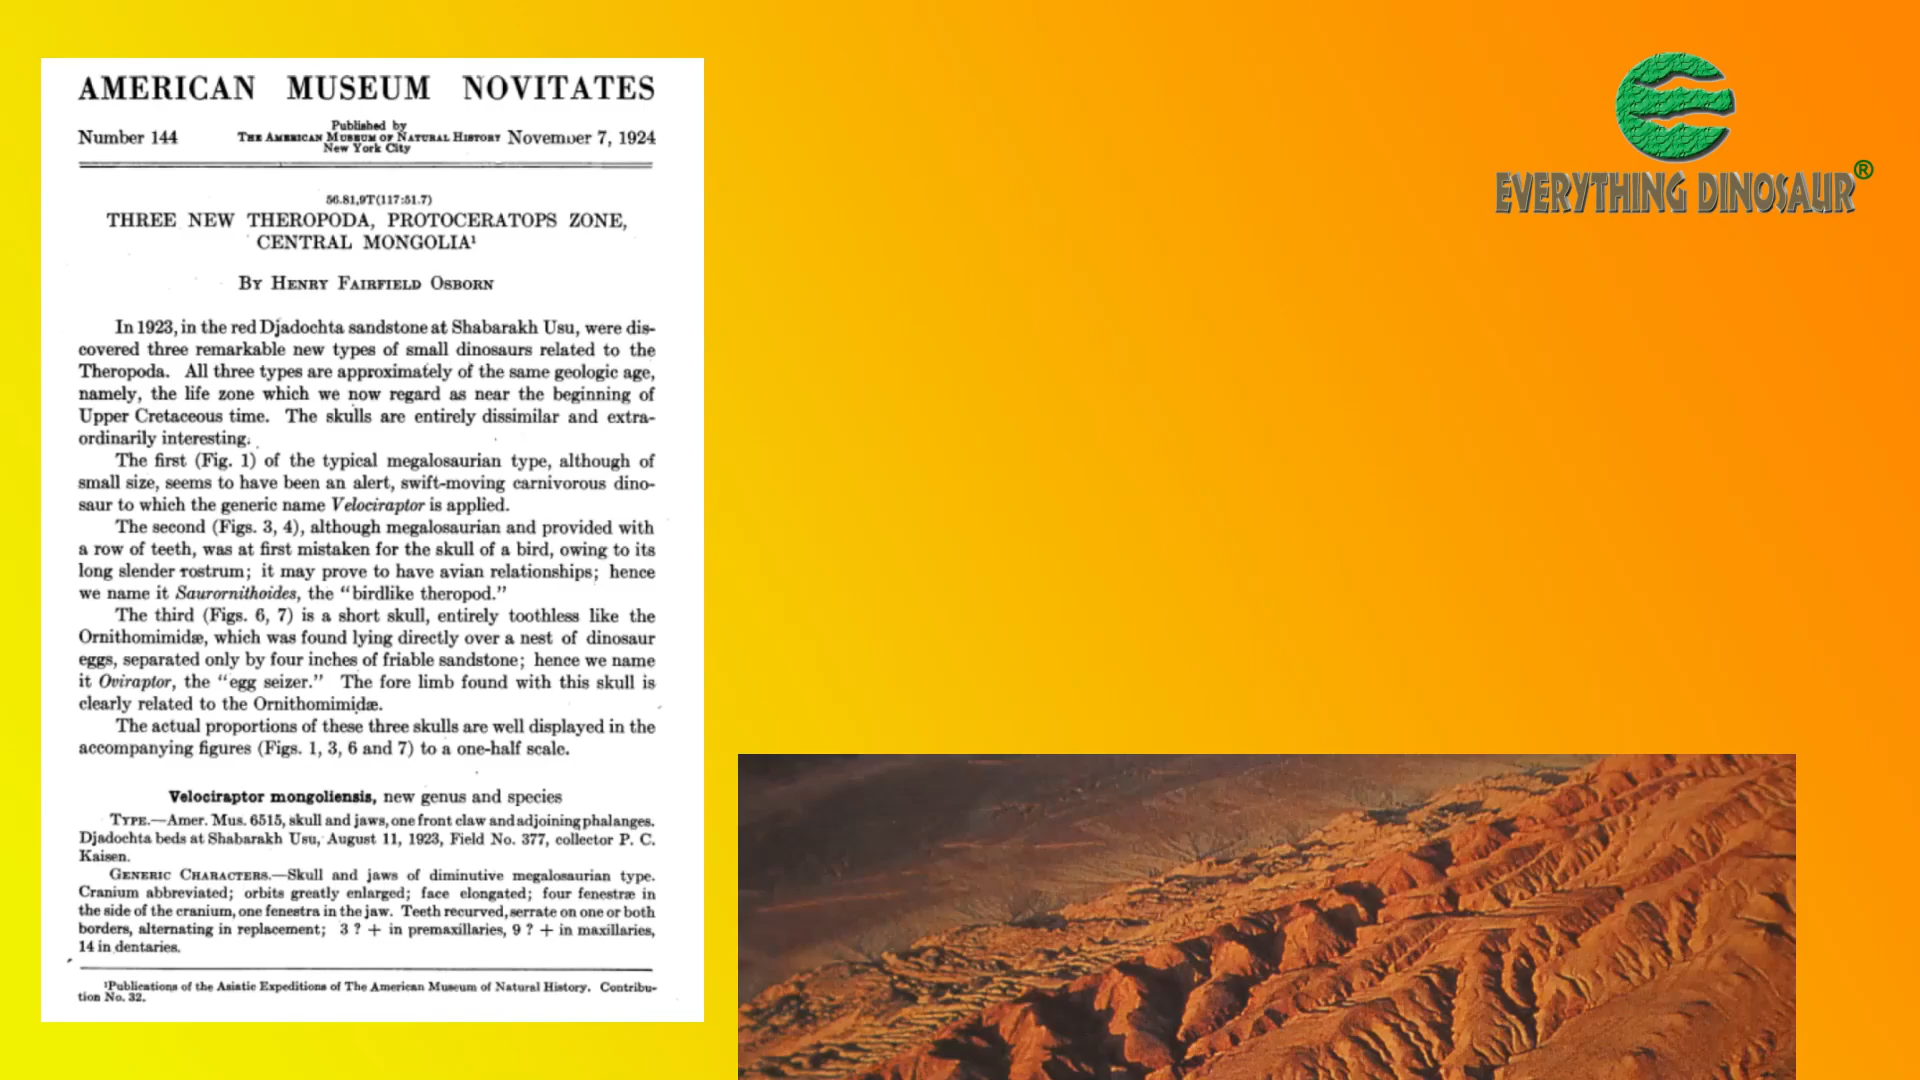 AMERICAN MUSEUM NOVITATES
Number 144
Published by
THE AMERICAN MUSEUM OF NATURAL HISTORY
New York City
November 7, 1924
56.81,9T(117:51.7)
THREE NEW THEROPODA, PROTOCERATOPS ZONE,
CENTRAL MONGOLIA¹
BY HENRY FAIRFIELD OSBORN
In 1923, in the red Djadochta sandstone at Shabarakh Usu, were dis-
covered three remarkable new types of small dinosaurs related to the
Theropoda. All three types are approximately of the same geologic age,
namely, the life zone which we now regard as near the beginning of
Upper Cretaceous time. The skulls are entirely dissimilar and extra-
ordinarily interesting.
The first (Fig. 1) of the typical megalosaurian type, although of
small size, seems to have been an alert, swift-moving carnivorous dino-
saur to which the generic name Velociraptor is applied.
The second (Figs. 3, 4), although megalosaurian and provided with
a row of teeth, was at first mistaken for the skull of a bird, owing to its
long slender rostrum; it may prove to have avian relationships; hence
we name it Saurornithoides, the “birdlike theropod.”
The third (Figs. 6, 7) is a short skull, entirely toothless like the
Ornithomimidæ, which was found lying directly over a nest of dinosaur
eggs, separated only by four inches of friable sandstone; hence we name
it Oviraptor, the “egg seizer.” The fore limb found with this skull is
clearly related to the Ornithomimidæ.
The actual proportions of these three skulls are well displayed in the
accompanying figures (Figs. 1, 3, 6 and 7) to a one-half scale.
Velociraptor mongoliensis, new genus and species
TYPE.—Amer. Mus. 6515, skull and jaws, one front claw and adjoining phalanges.
Djadochta beds at Shabarakh Usu, August 11, 1923, Field No. 377, collector P. C.
Kaisen.
GENERIC CHARACTERS.—Skull and jaws of diminutive megalosaurian type.
Cranium abbreviated; orbits greatly enlarged; face elongated; four fenestræ in
the side of the cranium, one fenestra in the jaw. Teeth recurved, serrate on one or both
borders, alternating in replacement; 3 ? + in premaxillaries, 9 ? + in maxillaries,
14 in dentaries.
¹Publications of the Asiatic Expeditions of The American Museum of Natural History. Contribu-
tion No. 32.
EVERYTHING DINOSAUR®